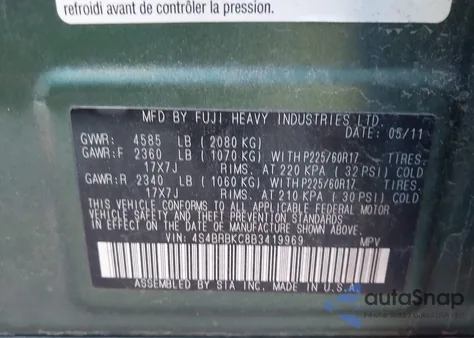 refroidi avant de contrôler la pression.
MFD BY FUJI HEAVY INDUSTRIES LTD.
DATE: 05/11
GVWR: 4585 LB (2080 KG)
GAWR:F 2360 LB (1070 KG) WITH P225/60R17 TIRES.
17X7J RIMS. AT 220 KPA (32 PSI) COLD
GAWR:R 2340 LB (1060 KG) WITH P225/60R17 TIRES.
17X7J RIMS. AT 210 KPA (30 PSI) COLD
THIS VEHICLE CONFORMS TO ALL APPLICABLE FEDERAL MOTOR
VEHICLE SAFETY AND THEFT PREVENTION STANDARDS
IN EFFECT ON THE DATE OF MANUFACTURE SHOWN ABOVE.
VIN: 4S4BRBKC8B3419969 MPV
ASSEMBLED BY SIA INC. MADE IN U.S.A.
autoSnap